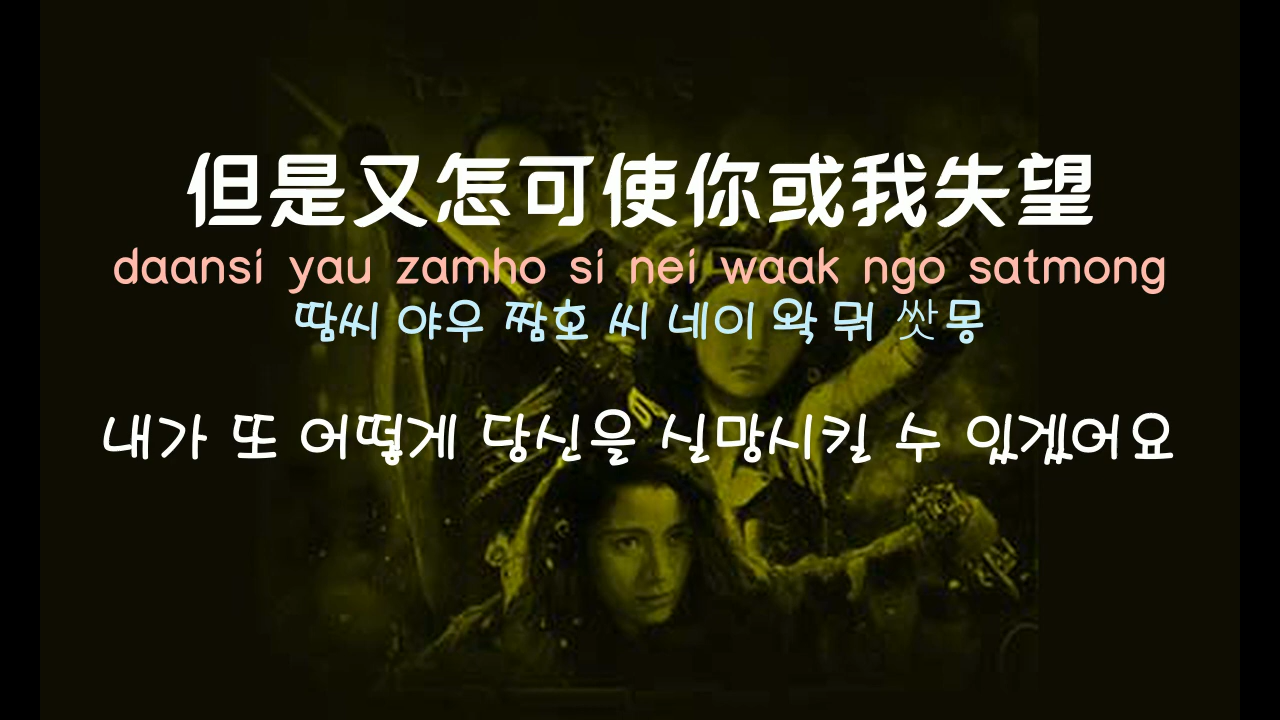 但是又怎可使你或我失望
daansi yau zamho si nei waak ngo satmong
땀씨 야우 짬호 씨 네이 왁 뭐 쌋몽
내가 또 어떻게 당신을 실망시킬 수 있겠어요